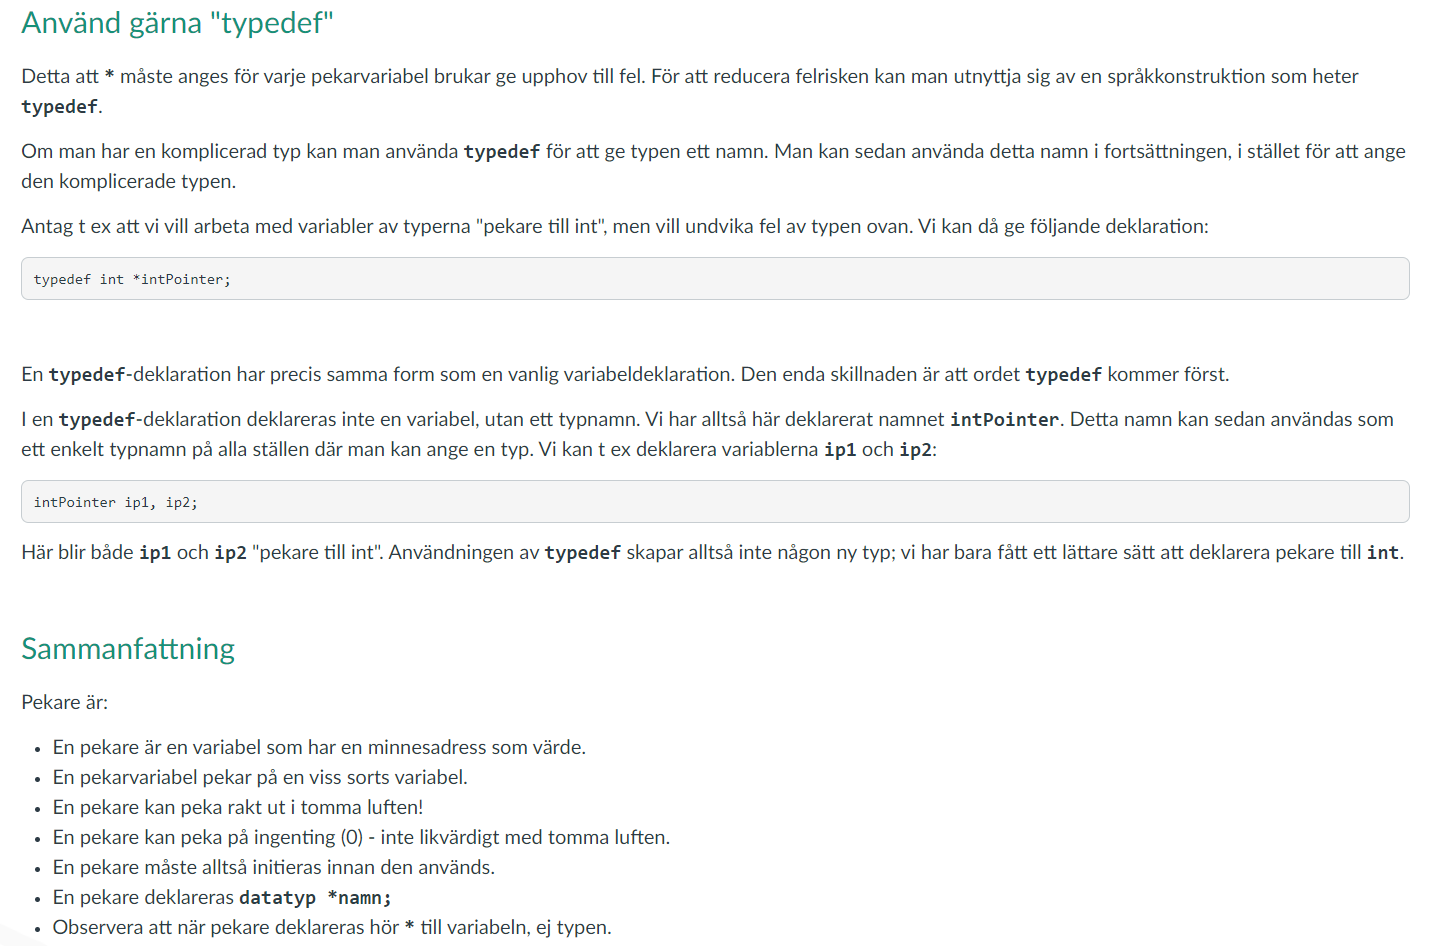 Använd gärna "typedef"
Detta att * måste anges för varje pekarvariabel brukar ge upphov till fel. För att reducera felrisken kan man utnyttja sig av en språkkonstruktion som heter
typedef.
Om man har en komplicerad typ kan man använda typedef för att ge typen ett namn. Man kan sedan använda detta namn i fortsättningen, i stället för att ange
den komplicerade typen.
Antag t ex att vi vill arbeta med variabler av typerna "pekare till int", men vill undvika fel av typen ovan. Vi kan då ge följande deklaration:
typedef int *intPointer;
En typedef-deklaration har precis samma form som en vanlig variabeldeklaration. Den enda skillnaden är att ordet typedef kommer först.
I en typedef-deklaration deklareras inte en variabel, utan ett typnamn. Vi har alltså här deklarerat namnet intPointer. Detta namn kan sedan användas som
ett enkelt typnamn på alla ställen där man kan ange en typ. Vi kan t ex deklarera variablerna ip1 och ip2:
intPointer ip1, ip2;
Här blir både ip1 och ip2 "pekare till int". Användningen av typedef skapar alltså inte någon ny typ; vi har bara fått ett lättare sätt att deklarera pekare till int.
Sammanfattning
Pekare är:
• En pekare är en variabel som har en minnesadress som värde.
• En pekarvariabel pekar på en viss sorts variabel.
• En pekare kan peka rakt ut i tomma luften!
• En pekare kan peka på ingenting (0) - inte likvärdigt med tomma luften.
• En pekare måste alltså initieras innan den används.
• En pekare deklareras datatyp *namn;
• Observera att när pekare deklareras hör * till variabeln, ej typen.